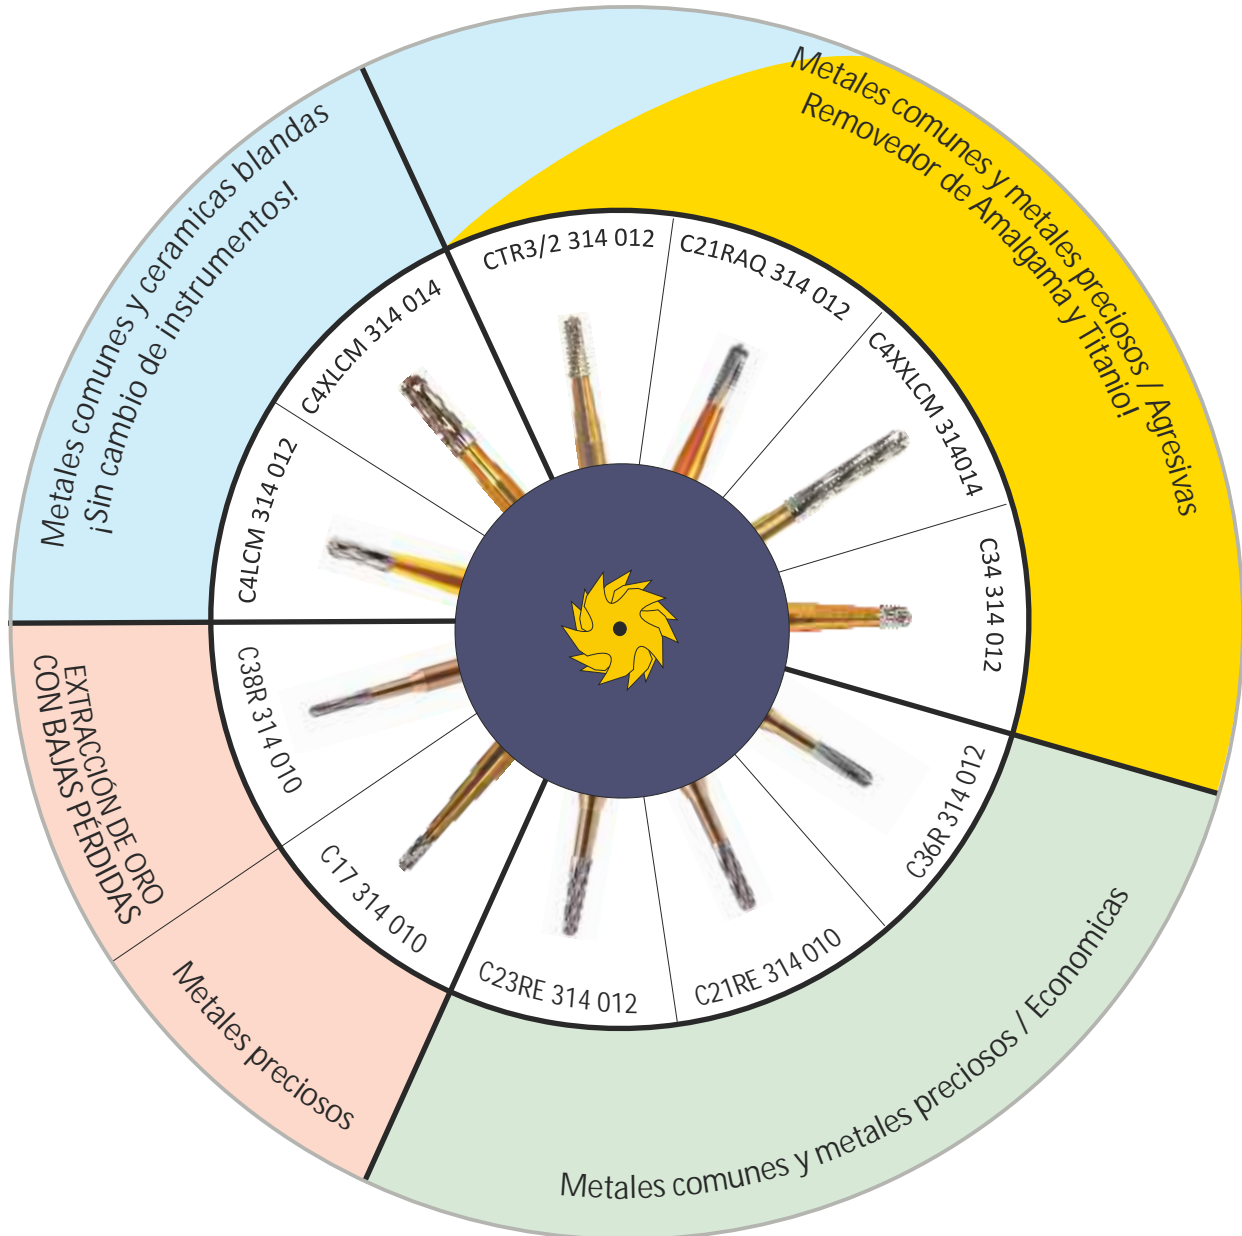 Metales comunes y ceramicas blandas
¡Sin cambio de instrumentos!
Metales comunes y metales preciosos / Agresivas
Removedor de Amalgama y Titanio!
CTR3/2 314 012
C21RAQ 314 012
C4XXLCM 314014
C34 314 012
C36R 314 012
C21RE 314 010
C23RE 314 012
C17 314 010
C38R 314 010
C4LCM 314 012
C4XLCM 314 014
EXTRACCIÓN DE ORO
CON BAJAS PÉRDIDAS
Metales preciosos
Metales comunes y metales preciosos / Economicas